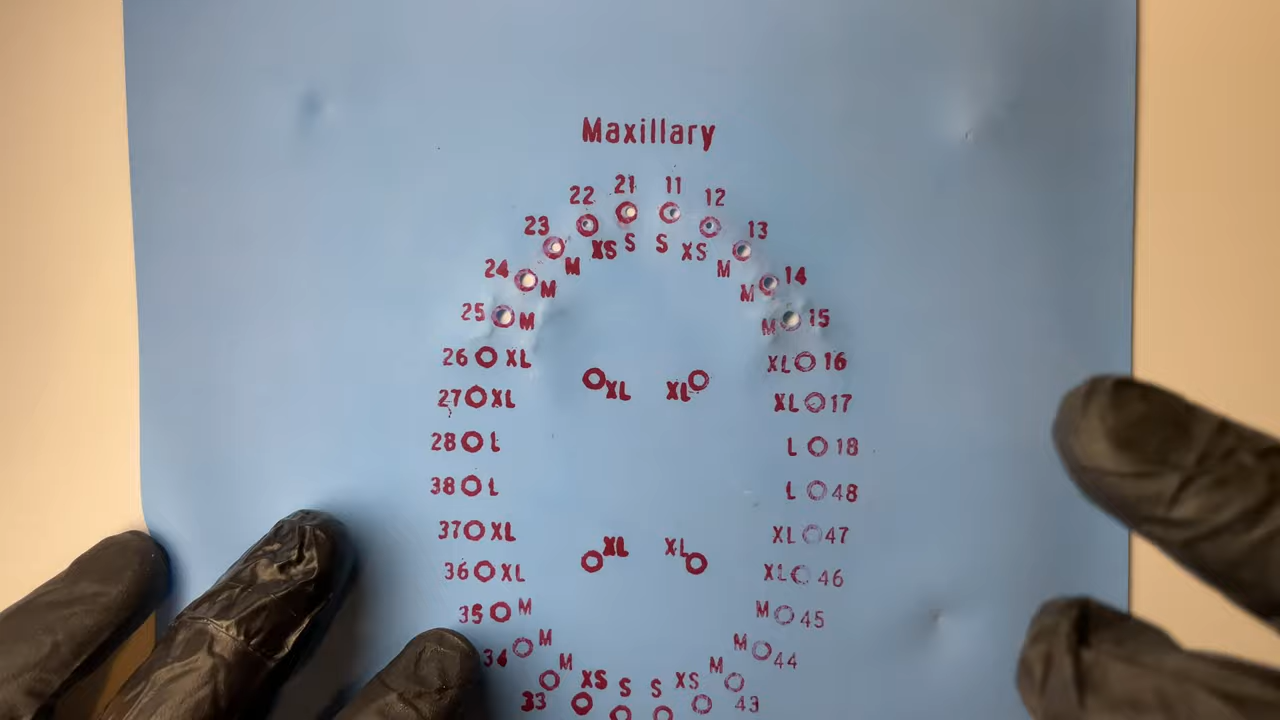 Maxillary
21 11
22 12
23 XS S S XS 13
24 M M 14
25 M M M M 15
26 XL XL 16
XL XL
27 XL XL 17
28 L L 18
38 L L 48
37 XL XL 47
XL XL
36 XL XL 46
35 M M 45
34 M M 44
M M
33 XS S S XS 43